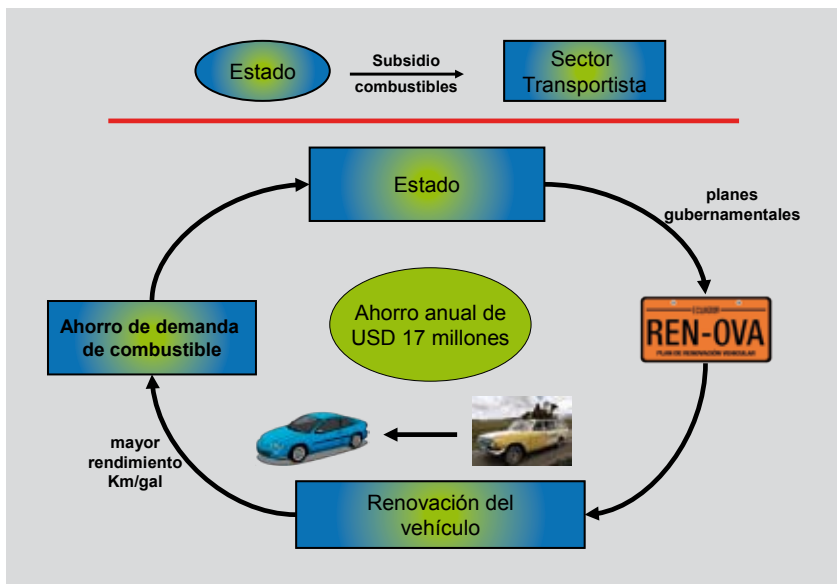 Estado
Subsidio
combustibles
Sector
Transportista
Estado
planes
gubernamentales
Ahorro de demanda
de combustible
Ahorro anual de
USD 17 millones
ECUADOR
REN-OVA
PLAN DE RENOVACIÓN VEHICULAR
mayor
rendimiento
Km/gal
Renovación del
vehículo